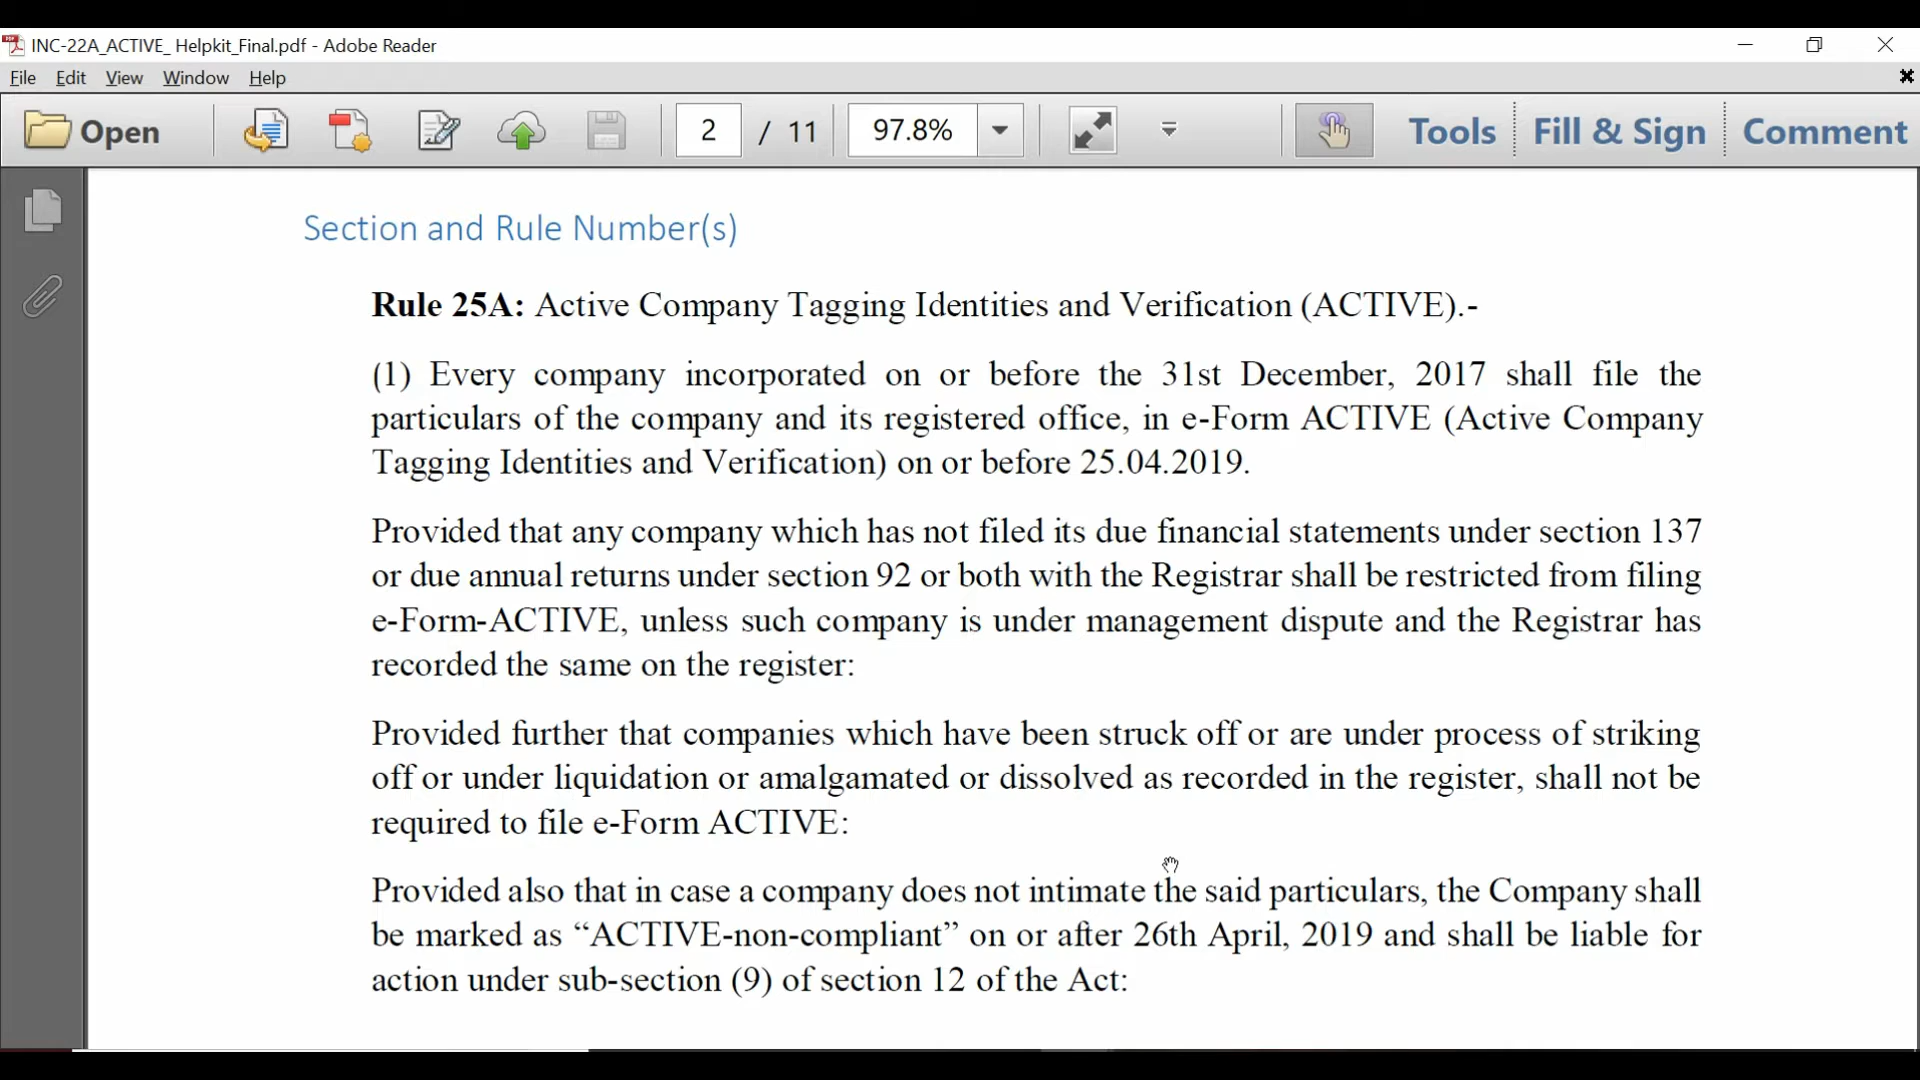 INC-22A_ACTIVE_ Helpkit_Final.pdf - Adobe Reader
File Edit View Window Help
Open 2 / 11 97.8% Tools Fill & Sign Comment
Section and Rule Number(s)
Rule 25A: Active Company Tagging Identities and Verification (ACTIVE).-
(1) Every company incorporated on or before the 31st December, 2017 shall file the
particulars of the company and its registered office, in e-Form ACTIVE (Active Company
Tagging Identities and Verification) on or before 25.04.2019.
Provided that any company which has not filed its due financial statements under section 137
or due annual returns under section 92 or both with the Registrar shall be restricted from filing
e-Form-ACTIVE, unless such company is under management dispute and the Registrar has
recorded the same on the register:
Provided further that companies which have been struck off or are under process of striking
off or under liquidation or amalgamated or dissolved as recorded in the register, shall not be
required to file e-Form ACTIVE:
Provided also that in case a company does not intimate the said particulars, the Company shall
be marked as “ACTIVE-non-compliant” on or after 26th April, 2019 and shall be liable for
action under sub-section (9) of section 12 of the Act: